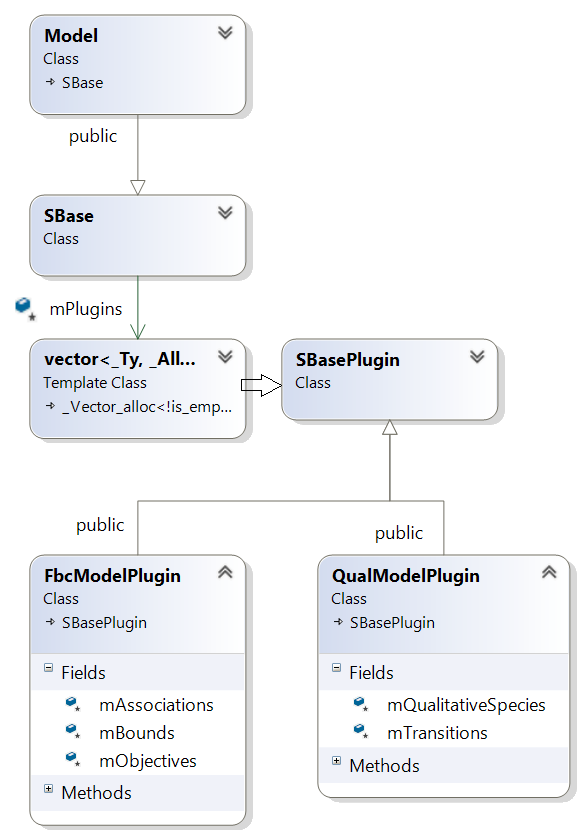 Model
Class
SBase
public
SBase
Class
mPlugins
vector<_Ty, _All...
Template Class
_Vector_alloc<!is_emp...
SBasePlugin
Class
public
public
FbcModelPlugin
Class
SBasePlugin
Fields
mAssociations
mBounds
mObjectives
Methods
QualModelPlugin
Class
SBasePlugin
Fields
mQualitativeSpecies
mTransitions
Methods